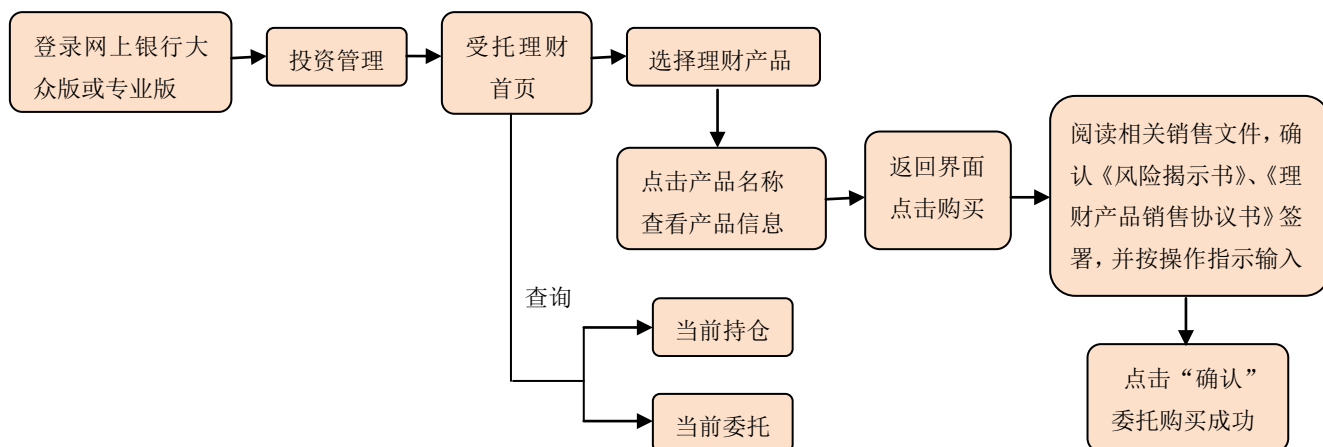 登录网上银行大
众版或专业版
投资管理
受托理财
首页
选择理财产品
点击产品名称
查看产品信息
返回界面
点击购买
阅读相关销售文件，确
认《风险揭示书》、《理
财产品销售协议书》签
署，并按操作指示输入
查询
当前持仓
当前委托
点击“确认”
委托购买成功